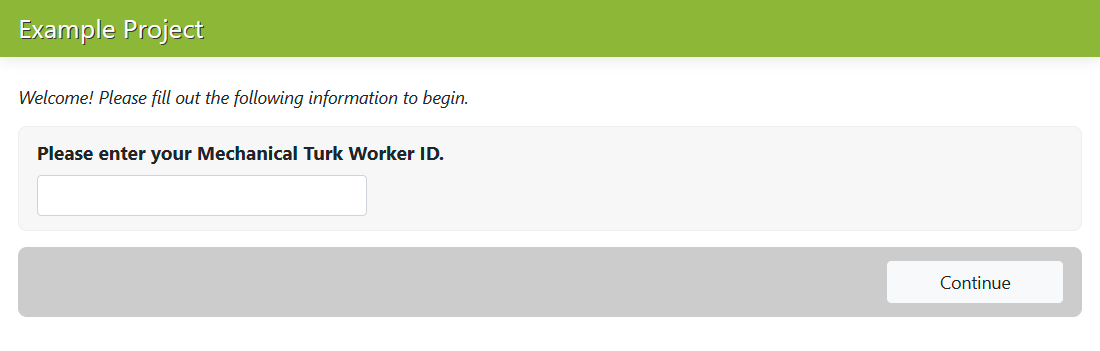 Example Project
Welcome! Please fill out the following information to begin.
Please enter your Mechanical Turk Worker ID.
Continue